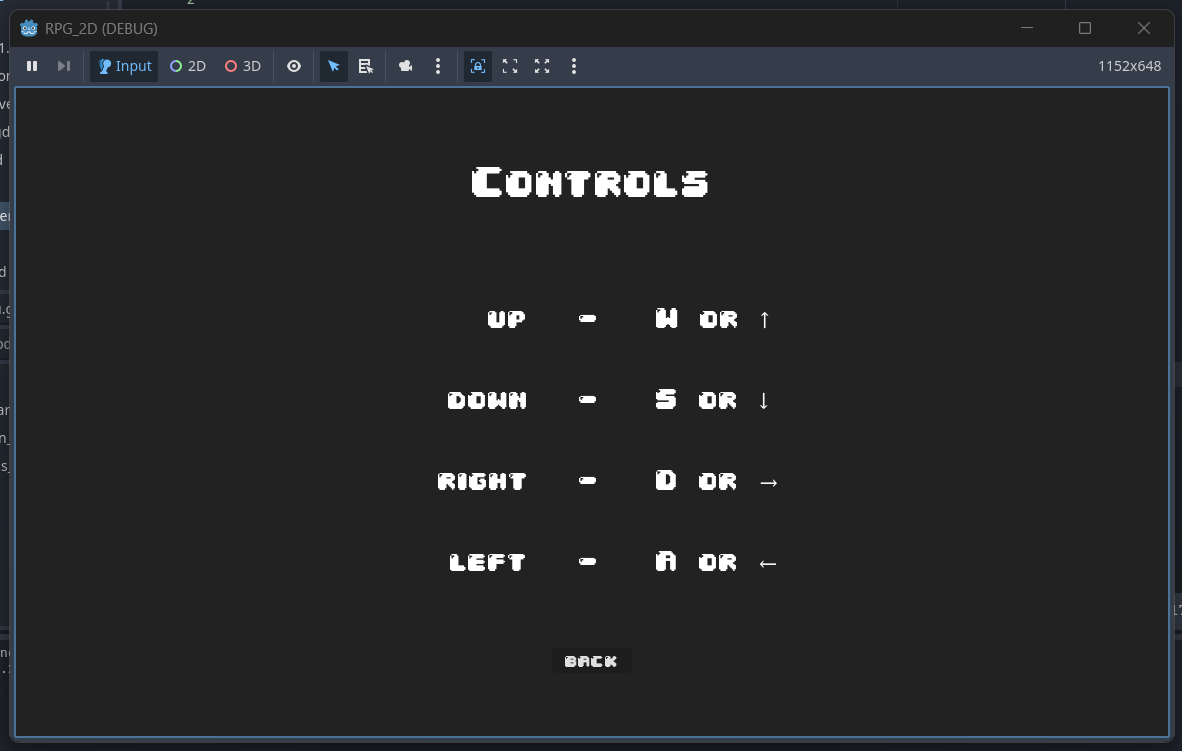 RPG_2D (DEBUG)
Input 2D 3D 1152x648
CONTROLS
UP - W OR ↑
DOWN - S OR ↓
RIGHT - D OR →
LEFT - A OR ←
BACK